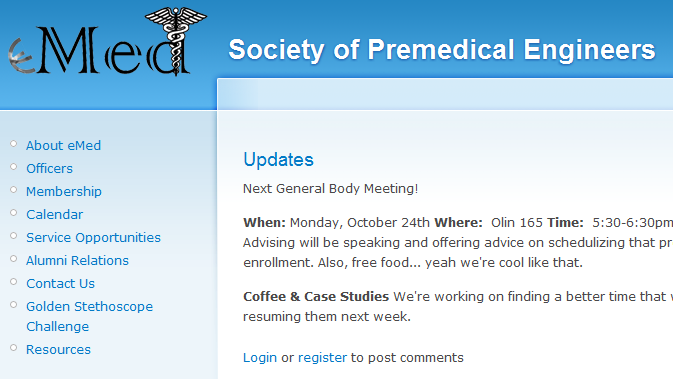 eMed
Society of Premedical Engineers
About eMed
Officers
Membership
Calendar
Service Opportunities
Alumni Relations
Contact Us
Golden Stethoscope
Challenge
Resources
Updates
Next General Body Meeting!
When: Monday, October 24th Where: Olin 165 Time: 5:30-6:30pm
Advising will be speaking and offering advice on schedulizing that pr
enrollment. Also, free food... yeah we're cool like that.
Coffee & Case Studies We're working on finding a better time that w
resuming them next week.
Login or register to post comments